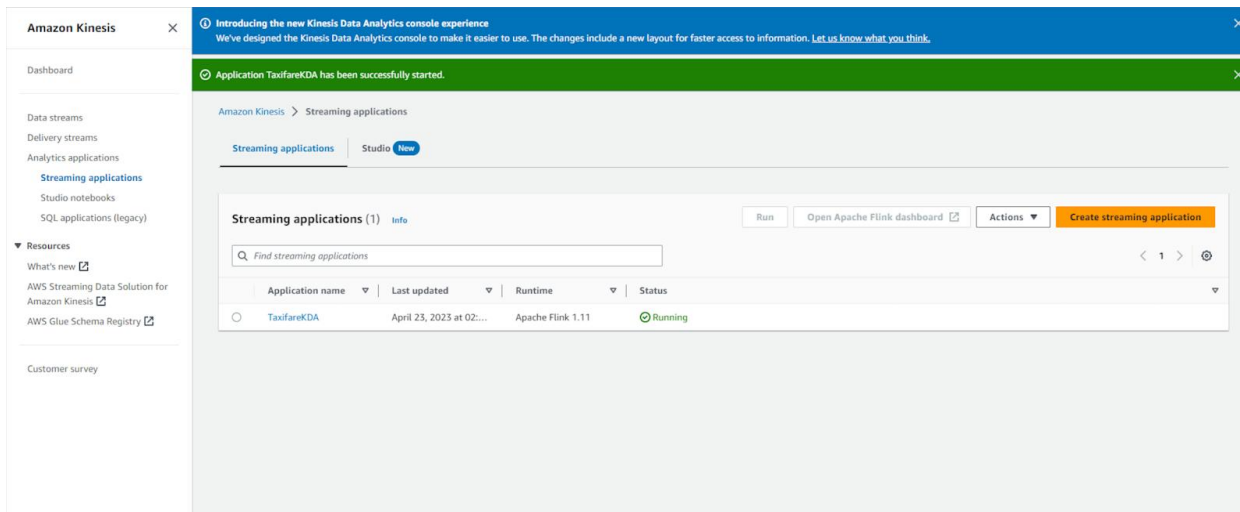 Amazon Kinesis
Introducing the new Kinesis Data Analytics console experience
We've designed the Kinesis Data Analytics console to make it easier to use. The changes include a new layout for faster access to information. Let us know what you think.
Application TaxifareKDA has been successfully started.
Dashboard
Data streams
Delivery streams
Analytics applications
Streaming applications
Studio notebooks
SQL applications (legacy)
Resources
What's new
AWS Streaming Data Solution for
Amazon Kinesis
AWS Glue Schema Registry
Customer survey
Amazon Kinesis > Streaming applications
Streaming applications Studio New
Streaming applications (1) Info Run Open Apache Flink dashboard Actions Create streaming application
Find streaming applications 1
Application name Last updated Runtime Status
TaxifareKDA April 23, 2023 at 02:... Apache Flink 1.11 Running